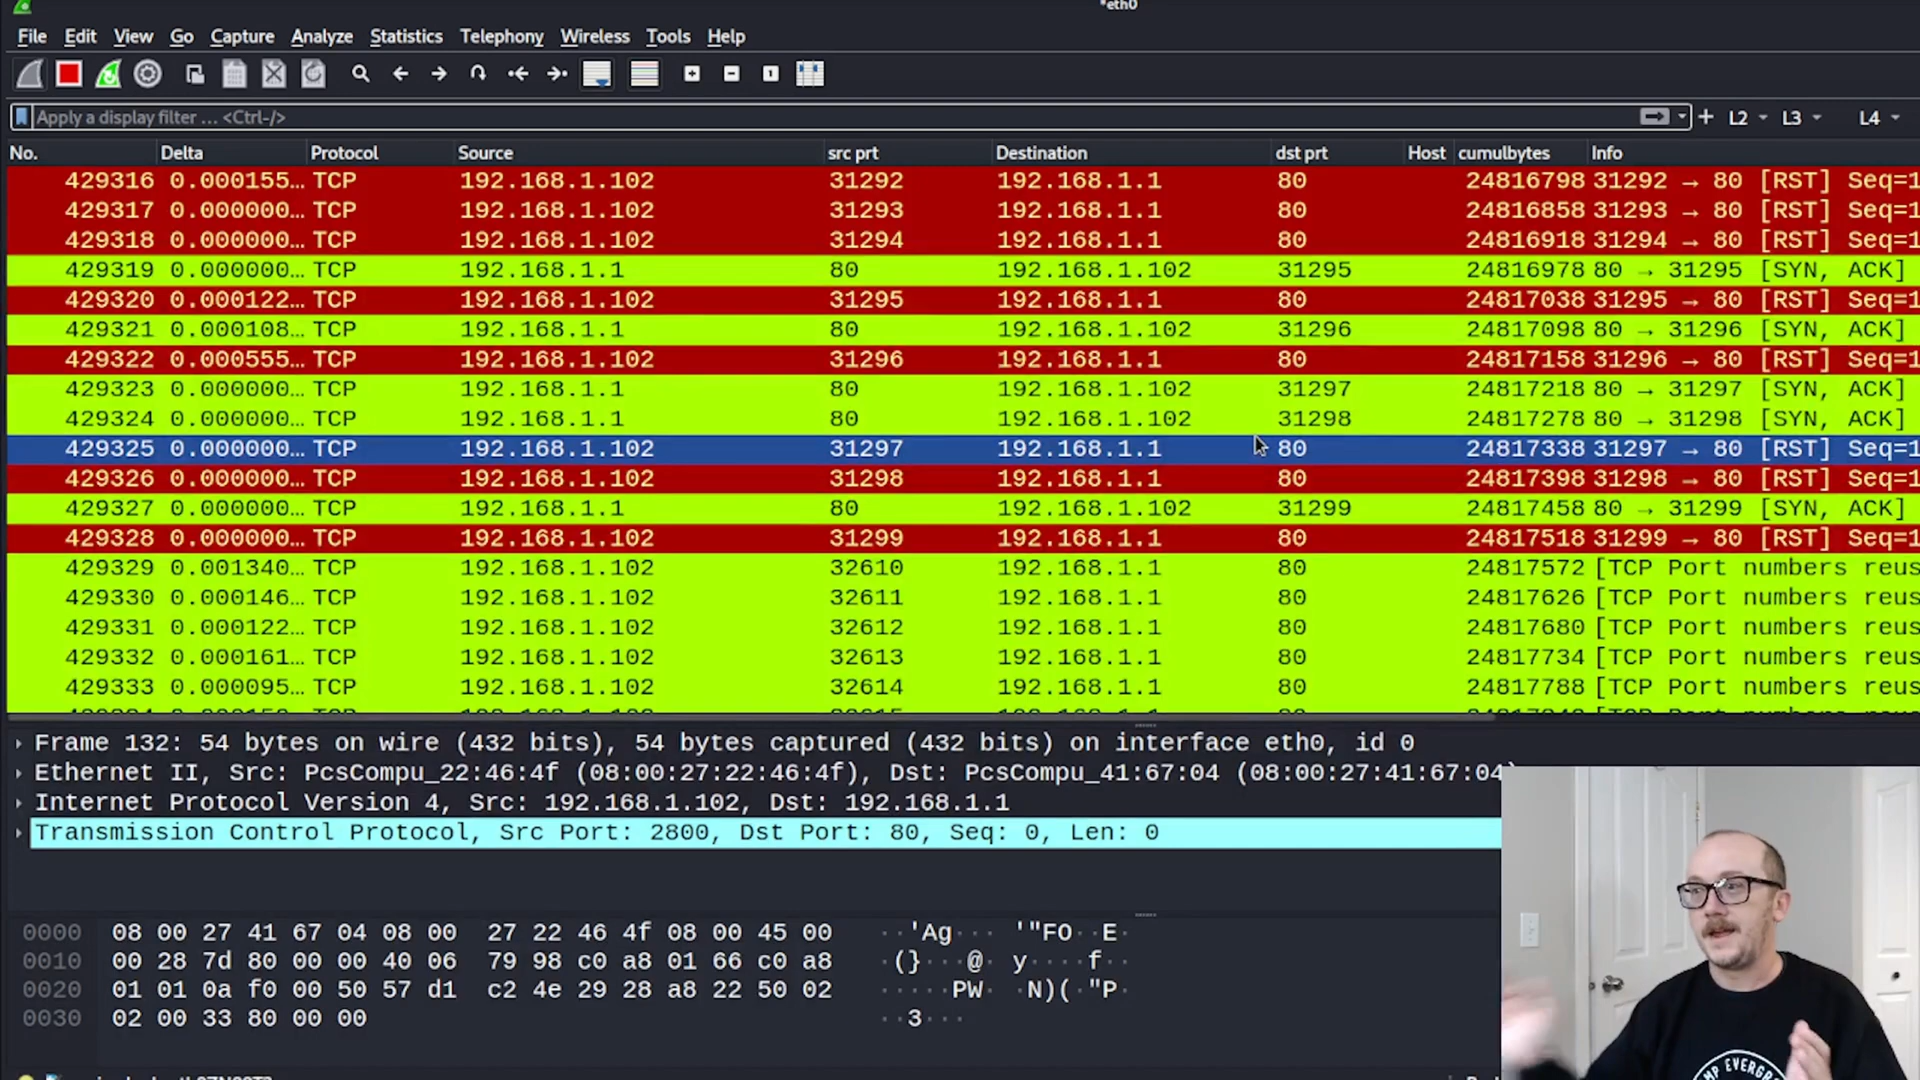 *eth0
File Edit View Go Capture Analyze Statistics Telephony Wireless Tools Help
Apply a display filter ... <Ctrl-/> + L2 L3 L4
No. Delta Protocol Source src prt Destination dst prt Host cumulbytes Info
429316 0.000155... TCP 192.168.1.102 31292 192.168.1.1 80 24816798 31292 → 80 [RST] Seq=1
429317 0.000000... TCP 192.168.1.102 31293 192.168.1.1 80 24816858 31293 → 80 [RST] Seq=1
429318 0.000000... TCP 192.168.1.102 31294 192.168.1.1 80 24816918 31294 → 80 [RST] Seq=1
429319 0.000000... TCP 192.168.1.1 80 192.168.1.102 31295 24816978 80 → 31295 [SYN, ACK]
429320 0.000122... TCP 192.168.1.102 31295 192.168.1.1 80 24817038 31295 → 80 [RST] Seq=1
429321 0.000108... TCP 192.168.1.1 80 192.168.1.102 31296 24817098 80 → 31296 [SYN, ACK]
429322 0.000555... TCP 192.168.1.102 31296 192.168.1.1 80 24817158 31296 → 80 [RST] Seq=1
429323 0.000000... TCP 192.168.1.1 80 192.168.1.102 31297 24817218 80 → 31297 [SYN, ACK]
429324 0.000000... TCP 192.168.1.1 80 192.168.1.102 31298 24817278 80 → 31298 [SYN, ACK]
429325 0.000000... TCP 192.168.1.102 31297 192.168.1.1 80 24817338 31297 → 80 [RST] Seq=1
429326 0.000000... TCP 192.168.1.102 31298 192.168.1.1 80 24817398 31298 → 80 [RST] Seq=1
429327 0.000000... TCP 192.168.1.1 80 192.168.1.102 31299 24817458 80 → 31299 [SYN, ACK]
429328 0.000000... TCP 192.168.1.102 31299 192.168.1.1 80 24817518 31299 → 80 [RST] Seq=1
429329 0.001340... TCP 192.168.1.102 32610 192.168.1.1 80 24817572 [TCP Port numbers reus
429330 0.000146... TCP 192.168.1.102 32611 192.168.1.1 80 24817626 [TCP Port numbers reus
429331 0.000122... TCP 192.168.1.102 32612 192.168.1.1 80 24817680 [TCP Port numbers reus
429332 0.000161... TCP 192.168.1.102 32613 192.168.1.1 80 24817734 [TCP Port numbers reus
429333 0.000095... TCP 192.168.1.102 32614 192.168.1.1 80 24817788 [TCP Port numbers reus
Frame 132: 54 bytes on wire (432 bits), 54 bytes captured (432 bits) on interface eth0, id 0
Ethernet II, Src: PcsCompu_22:46:4f (08:00:27:22:46:4f), Dst: PcsCompu_41:67:04 (08:00:27:41:67:04)
Internet Protocol Version 4, Src: 192.168.1.102, Dst: 192.168.1.1
Transmission Control Protocol, Src Port: 2800, Dst Port: 80, Seq: 0, Len: 0
0000 08 00 27 41 67 04 08 00 27 22 46 4f 08 00 45 00 ··'Ag··· '"FO··E·
0010 00 28 7d 80 00 00 40 06 79 98 c0 a8 01 66 c0 a8 ·(}···@· y····f··
0020 01 01 0a f0 00 50 57 d1 c2 4e 29 28 a8 22 50 02 ·····PW· ·N)(·"P·
0030 02 00 33 80 00 00 ··3···
EVERGR